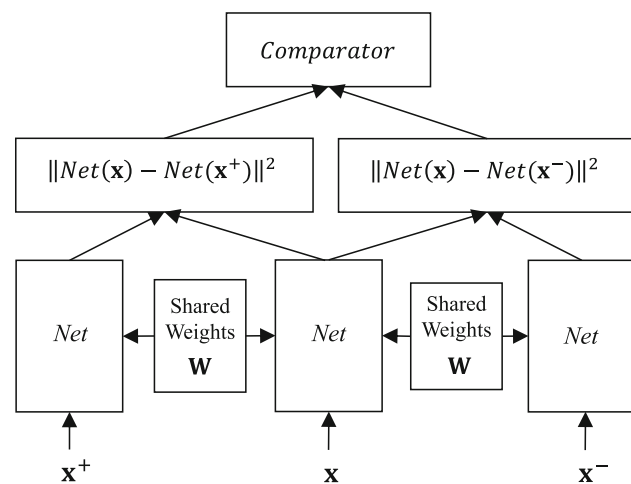 Comparator
‖Net(𝐱) − Net(𝐱⁺)‖²
‖Net(𝐱) − Net(𝐱⁻)‖²
Net
Shared
Weights
𝐖
Net
Shared
Weights
𝐖
Net
𝐱⁺
𝐱
𝐱⁻